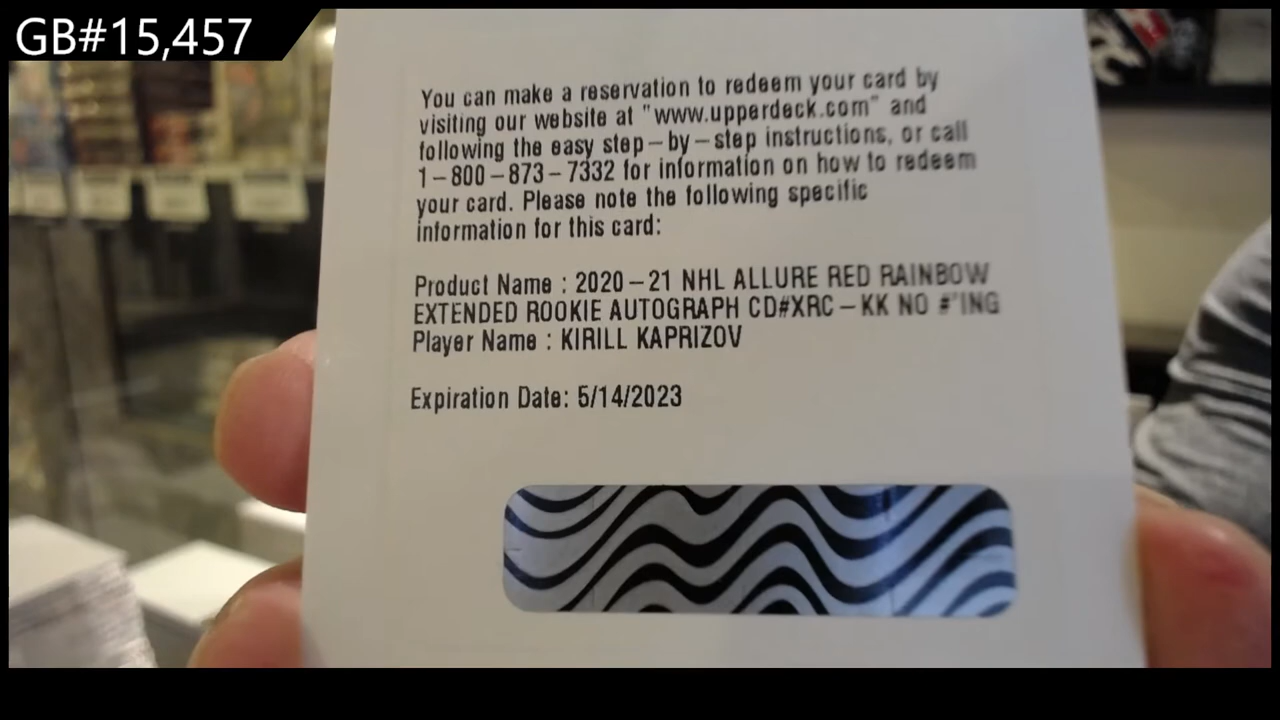 GB#15,457
You can make a reservation to redeem your card by
visiting our website at "www.upperdeck.com" and
following the easy step-by-step instructions, or call
1-800-873-7332 for information on how to redeem
your card. Please note the following specific
information for this card:
Product Name : 2020-21 NHL ALLURE RED RAINBOW
EXTENDED ROOKIE AUTOGRAPH CD#XRC-KK NO #'ING
Player Name : KIRILL KAPRIZOV
Expiration Date: 5/14/2023